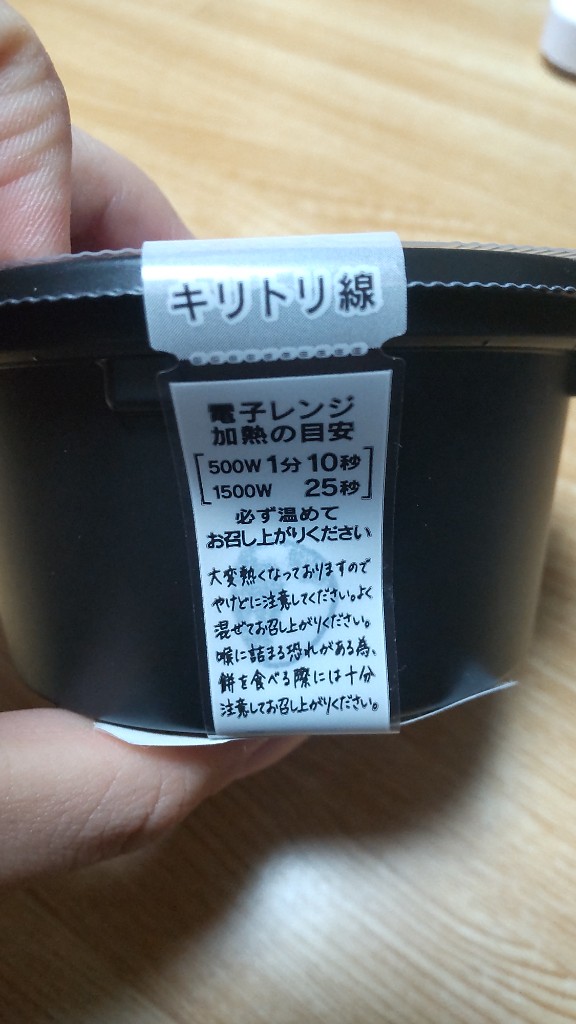 キリトリ線
電子レンジ
加熱の目安
500W 1分10秒
1500W 25秒
必ず温めて
お召し上がりください
大変熱くなっておりますので
やけどに注意してください。よく
混ぜてお召し上がりください。
喉に詰まる恐れがある為、
餅を食べる際には十分
注意してお召し上がりください。